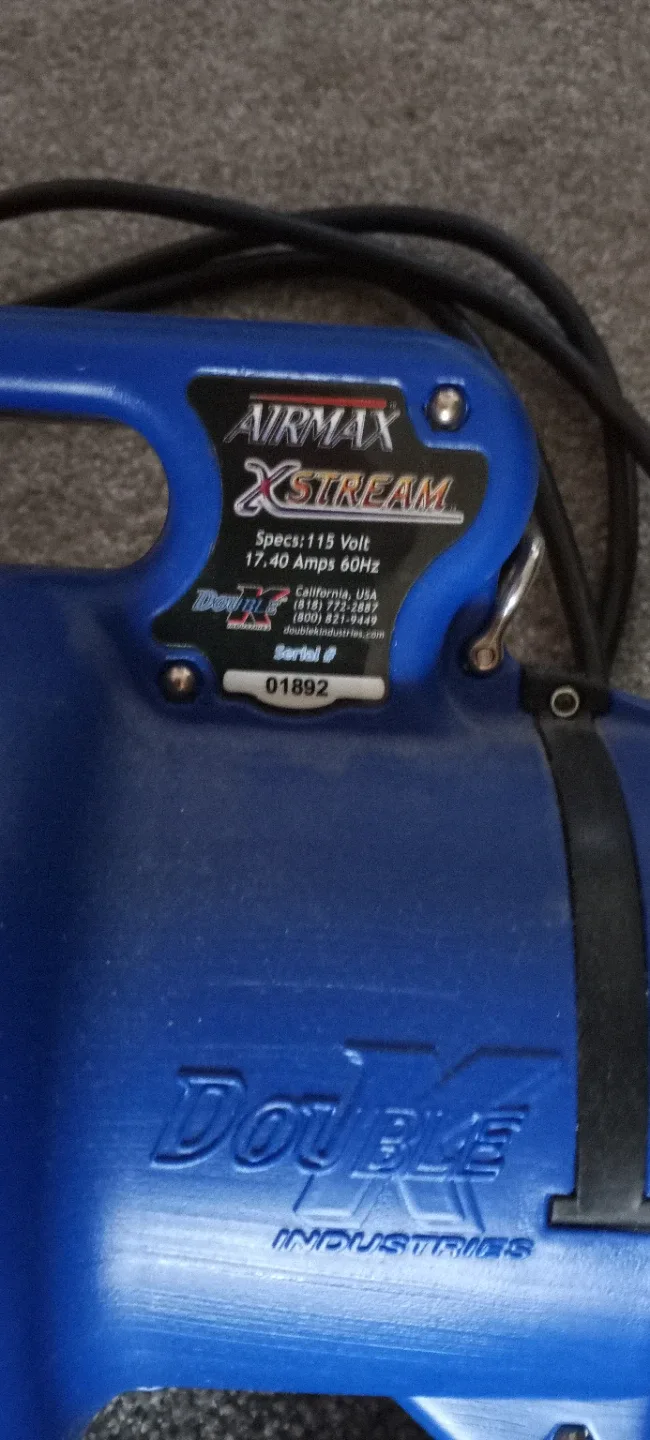 AIRMAX
XSTREAM
Specs:115 Volt
17.40 Amps 60Hz
DOUBLE K
INDUSTRIES
California, USA
(818) 772-2887
(800) 821-9449
doublekindustries.com
Serial #
01892
DOUBLE K
INDUSTRIES